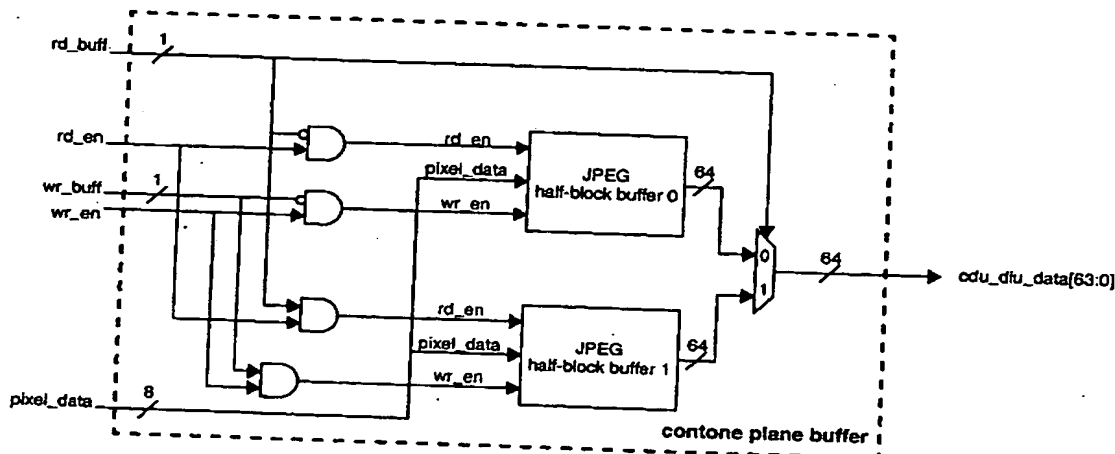 rd_buff
1
rd_en
wr_buff
1
wr_en
pixel_data
8
rd_en
pixel_data
wr_en
JPEG
half-block buffer 0
64
rd_en
pixel_data
wr_en
JPEG
half-block buffer 1
64
0
1
64
cdu_diu_data[63:0]
contone plane buffer